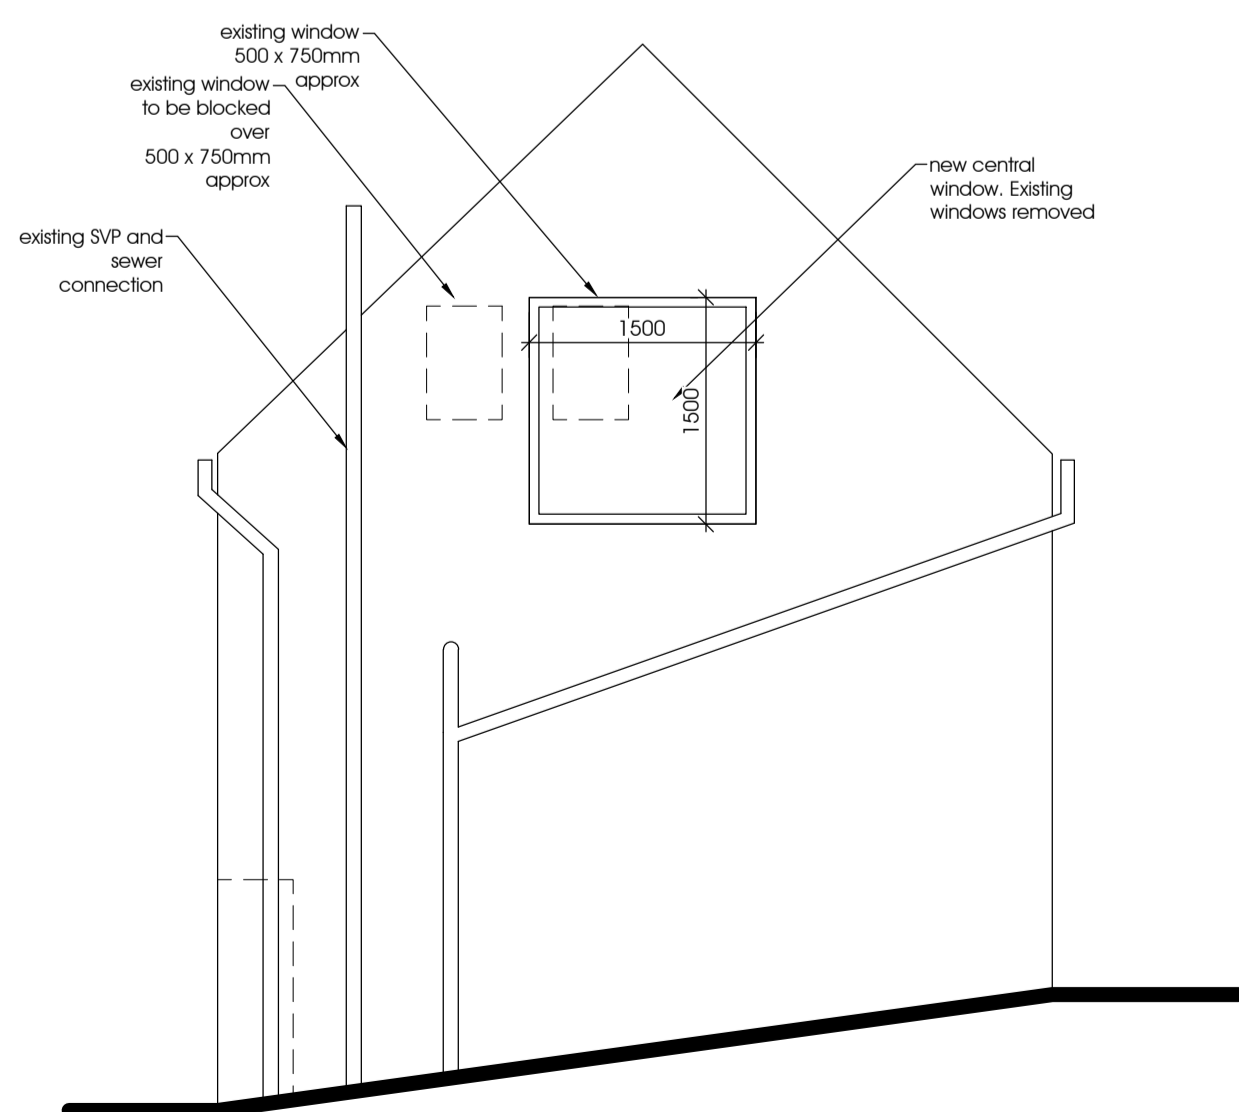 existing window
500 x 750mm
approx
existing window
to be blocked
over
500 x 750mm
approx
new central
window. Existing
windows removed
existing SVP and
sewer
connection
1500
1500